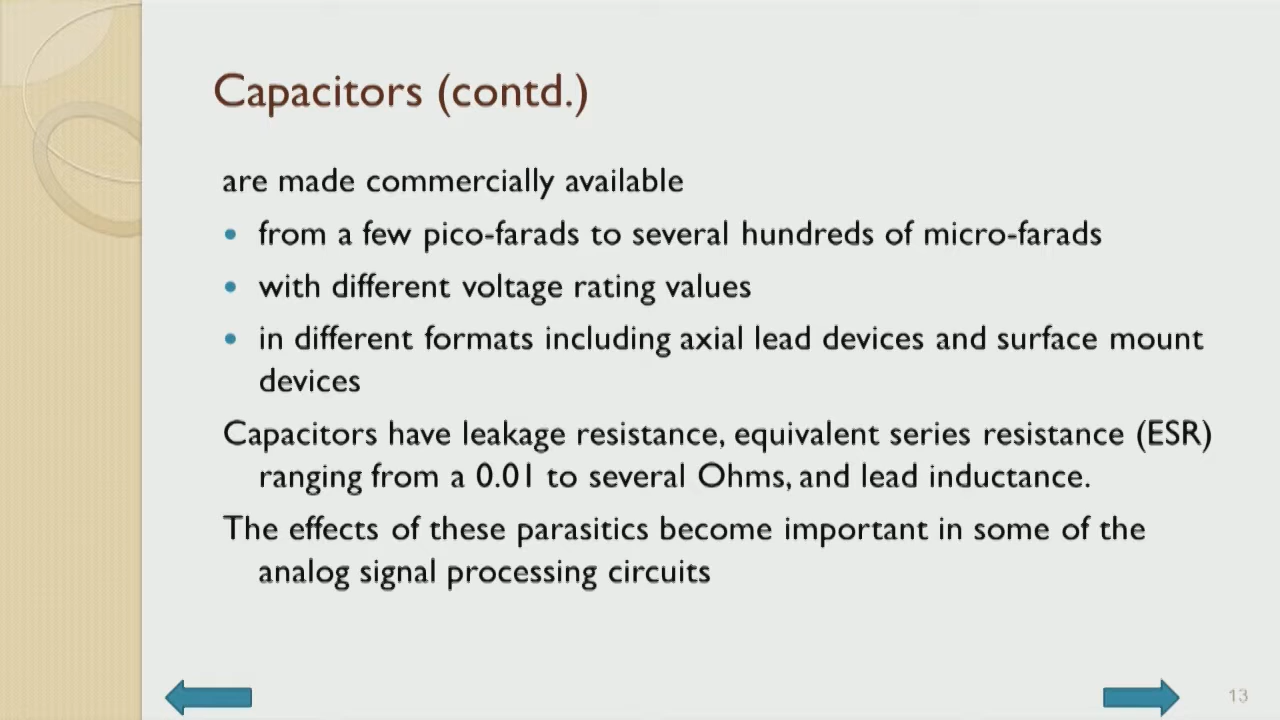 Capacitors (contd.)
are made commercially available
• from a few pico-farads to several hundreds of micro-farads
• with different voltage rating values
• in different formats including axial lead devices and surface mount
devices
Capacitors have leakage resistance, equivalent series resistance (ESR)
ranging from a 0.01 to several Ohms, and lead inductance.
The effects of these parasitics become important in some of the
analog signal processing circuits
13